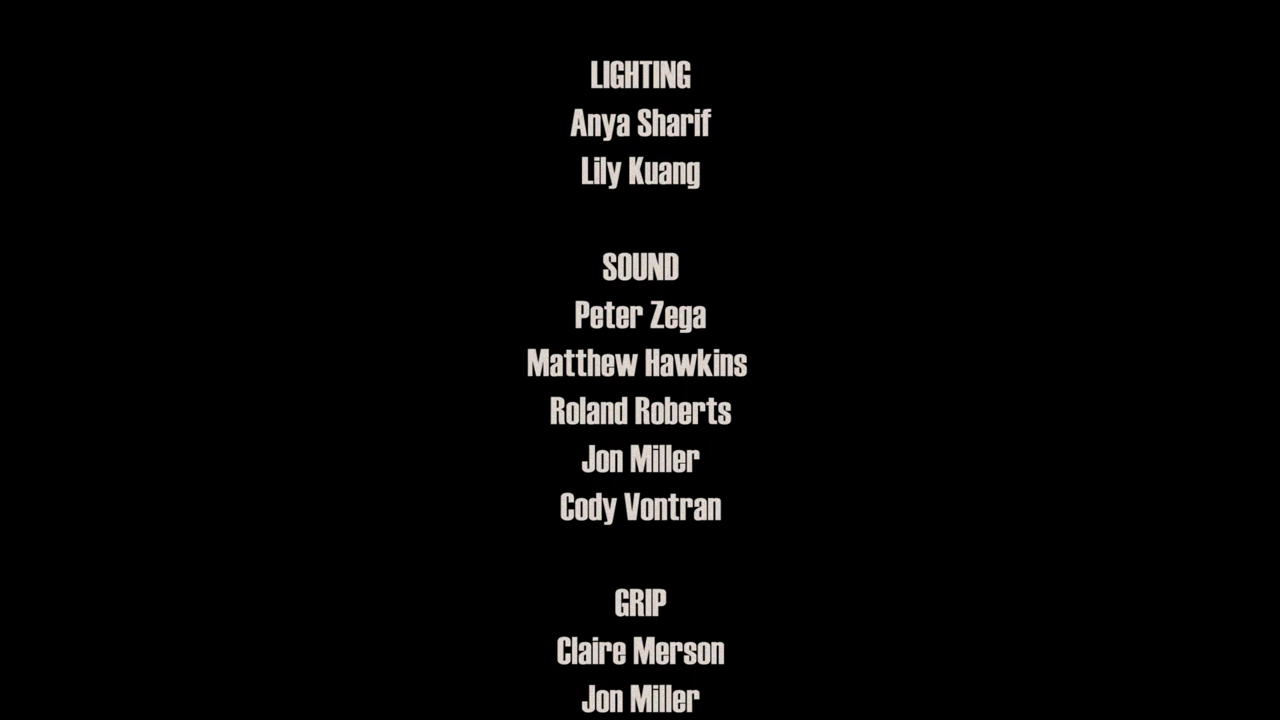 LIGHTING
Anya Sharif
Lily Kuang
SOUND
Peter Zega
Matthew Hawkins
Roland Roberts
Jon Miller
Cody Vontran
GRIP
Claire Merson
Jon Miller